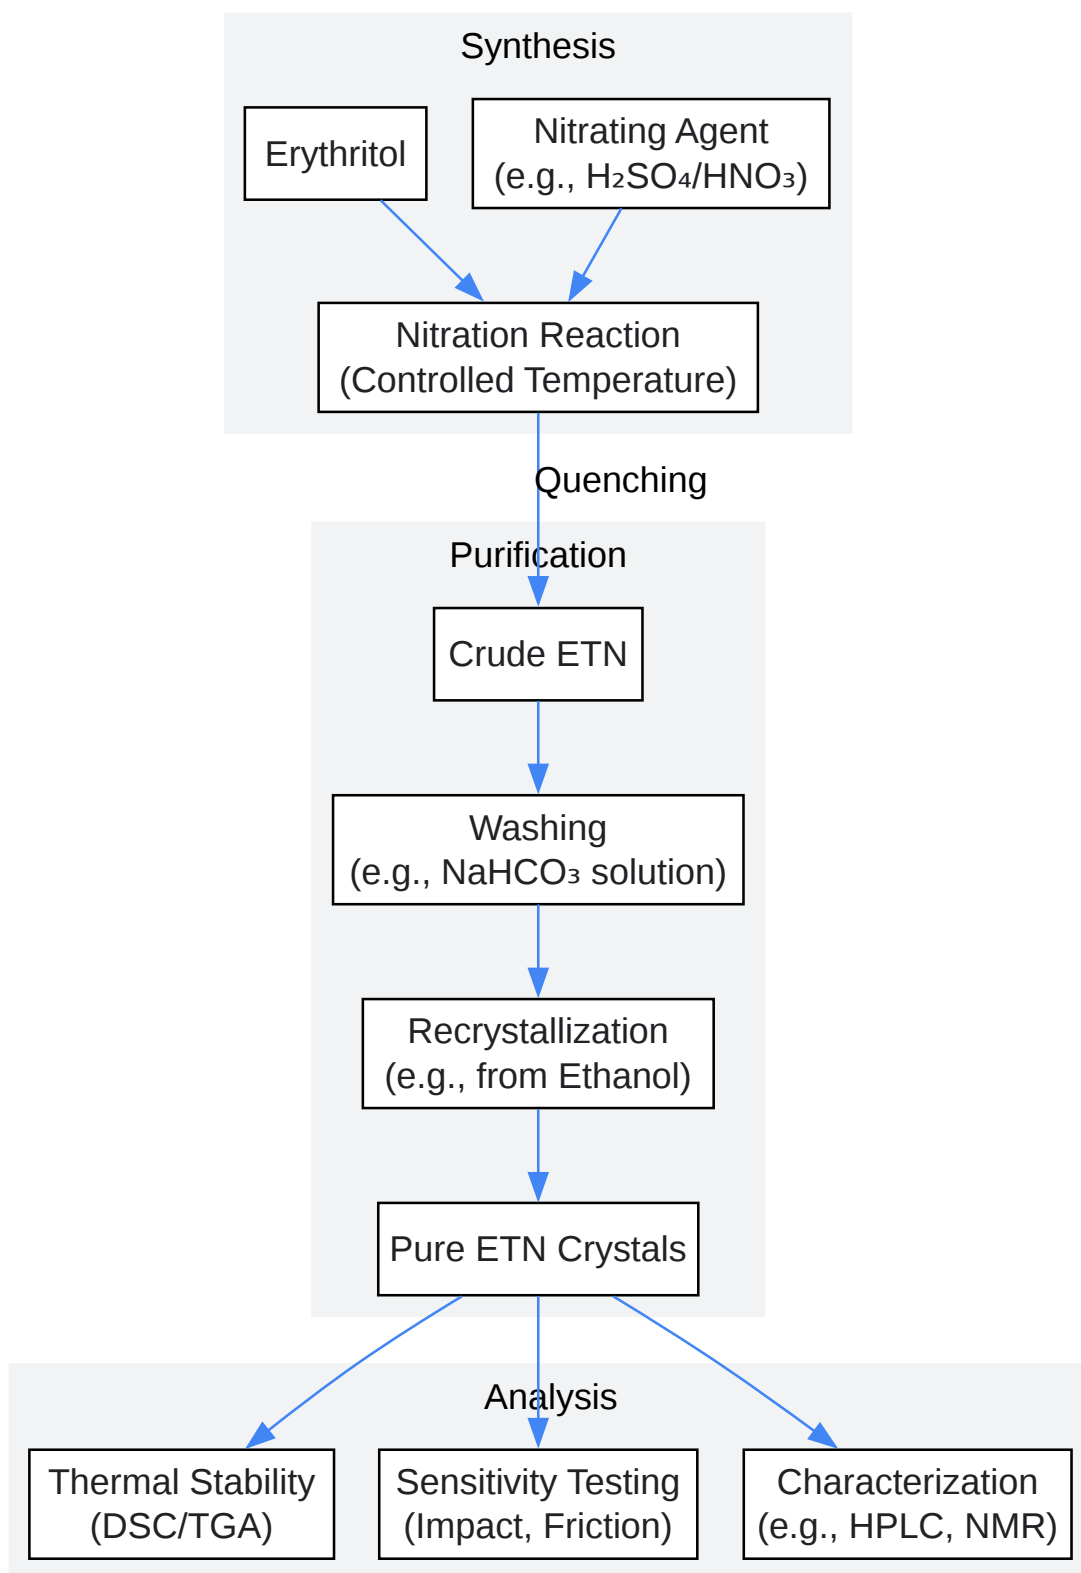 Synthesis
Erythritol
Nitrating Agent
(e.g., H₂SO₄/HNO₃)
Nitration Reaction
(Controlled Temperature)
Quenching
Purification
Crude ETN
Washing
(e.g., NaHCO₃ solution)
Recrystallization
(e.g., from Ethanol)
Pure ETN Crystals
Analysis
Thermal Stability
(DSC/TGA)
Sensitivity Testing
(Impact, Friction)
Characterization
(e.g., HPLC, NMR)